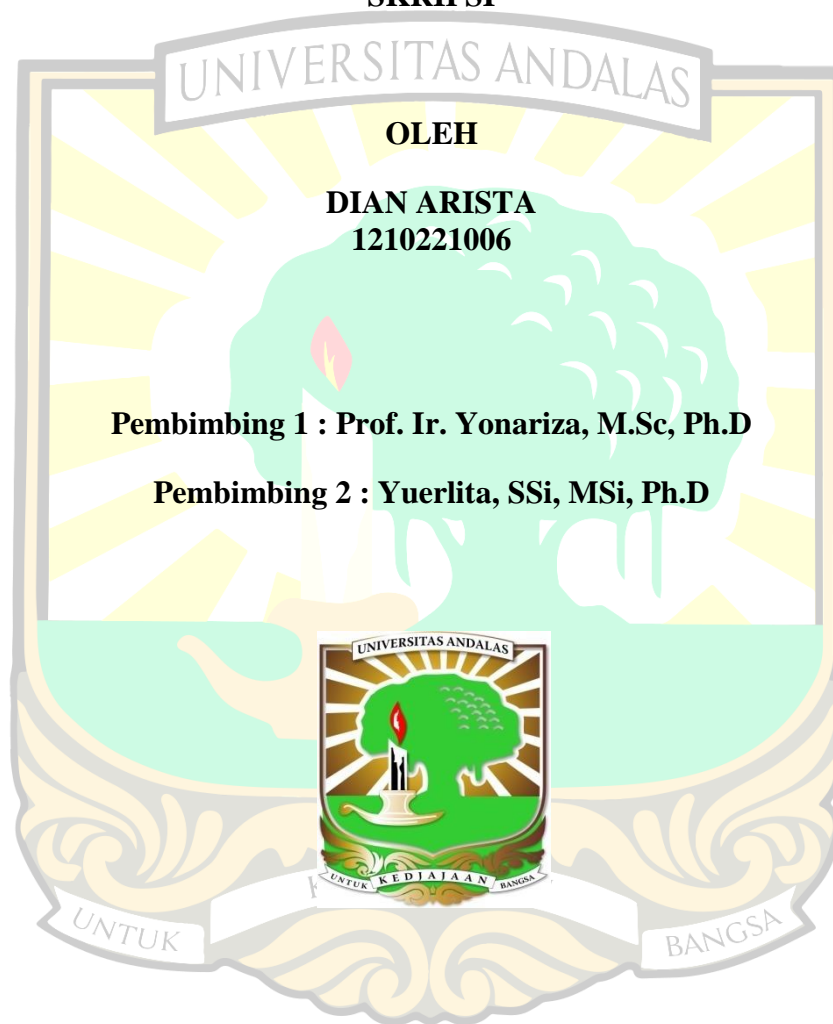 SKRIPSI
UNIVERSITAS ANDALAS
OLEH
DIAN ARISTA
1210221006
Pembimbing 1 : Prof. Ir. Yonariza, M.Sc, Ph.D
Pembimbing 2 : Yuerlita, SSi, MSi, Ph.D
UNIVERSITAS ANDALAS
UNTUK KEDJAJAAN BANGSA
UNTUK BANGSA